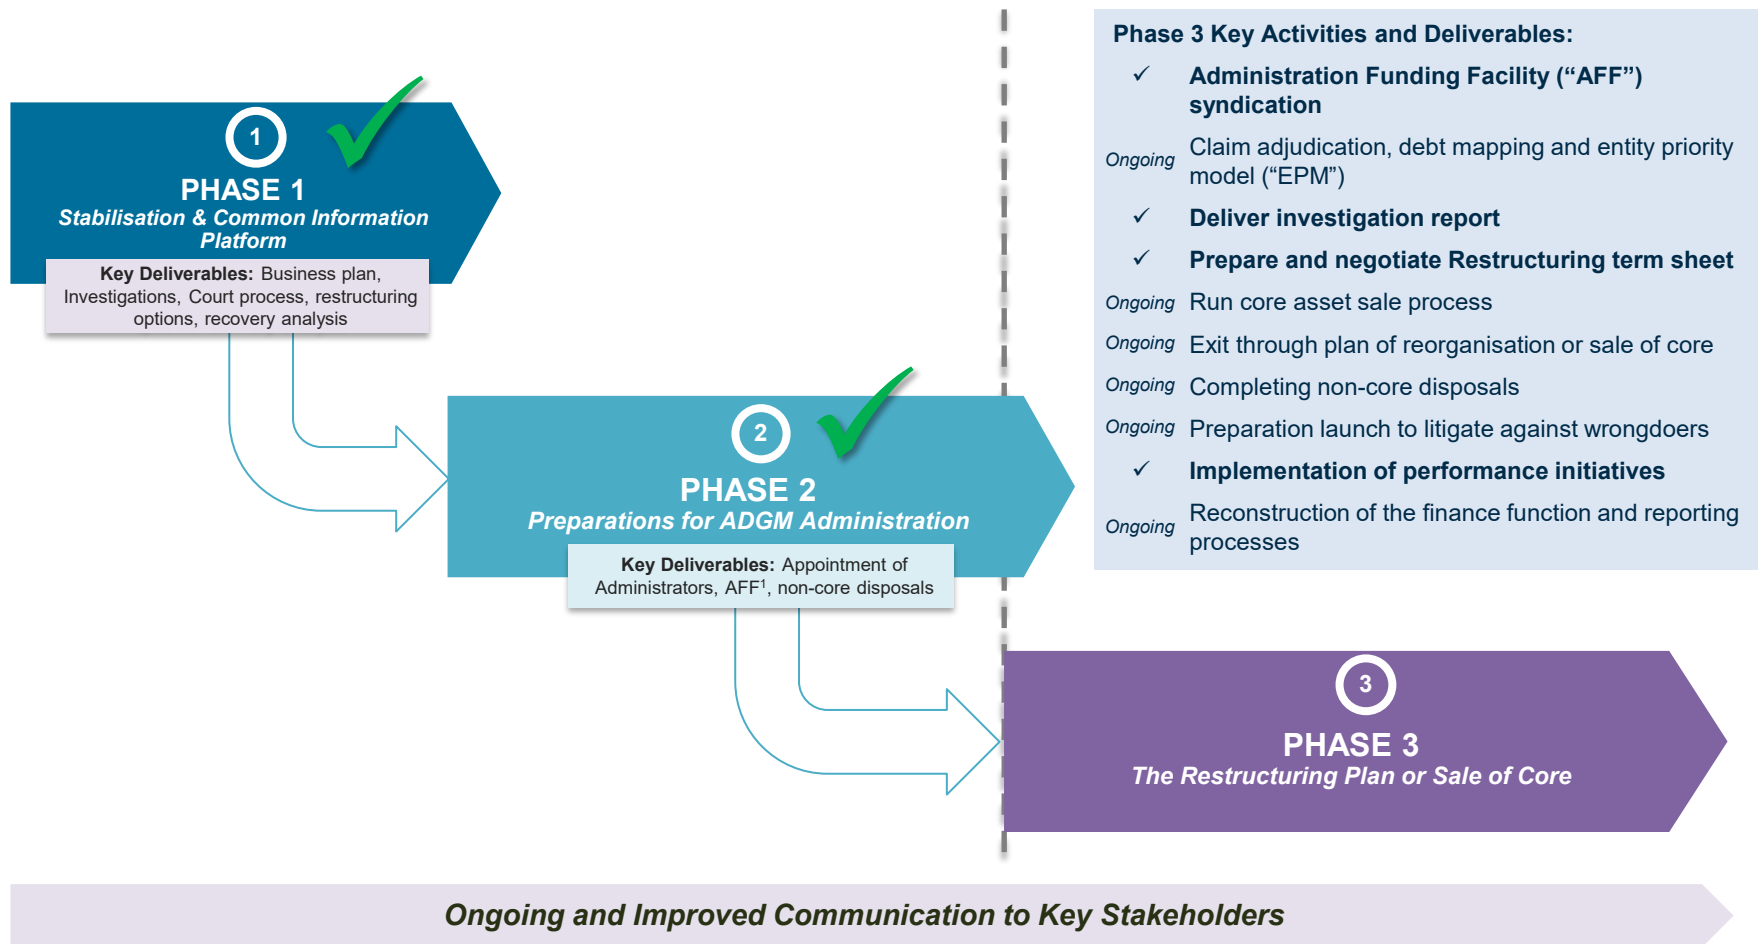 1
PHASE 1
Stabilisation & Common Information
Platform
Key Deliverables: Business plan,
Investigations, Court process, restructuring
options, recovery analysis
2
PHASE 2
Preparations for ADGM Administration
Key Deliverables: Appointment of
Administrators, AFF¹, non-core disposals
Phase 3 Key Activities and Deliverables:
✓ Administration Funding Facility (“AFF”)
syndication
Ongoing Claim adjudication, debt mapping and entity priority
model (“EPM”)
✓ Deliver investigation report
✓ Prepare and negotiate Restructuring term sheet
Ongoing Run core asset sale process
Ongoing Exit through plan of reorganisation or sale of core
Ongoing Completing non-core disposals
Ongoing Preparation launch to litigate against wrongdoers
✓ Implementation of performance initiatives
Ongoing Reconstruction of the finance function and reporting
processes
3
PHASE 3
The Restructuring Plan or Sale of Core
Ongoing and Improved Communication to Key Stakeholders